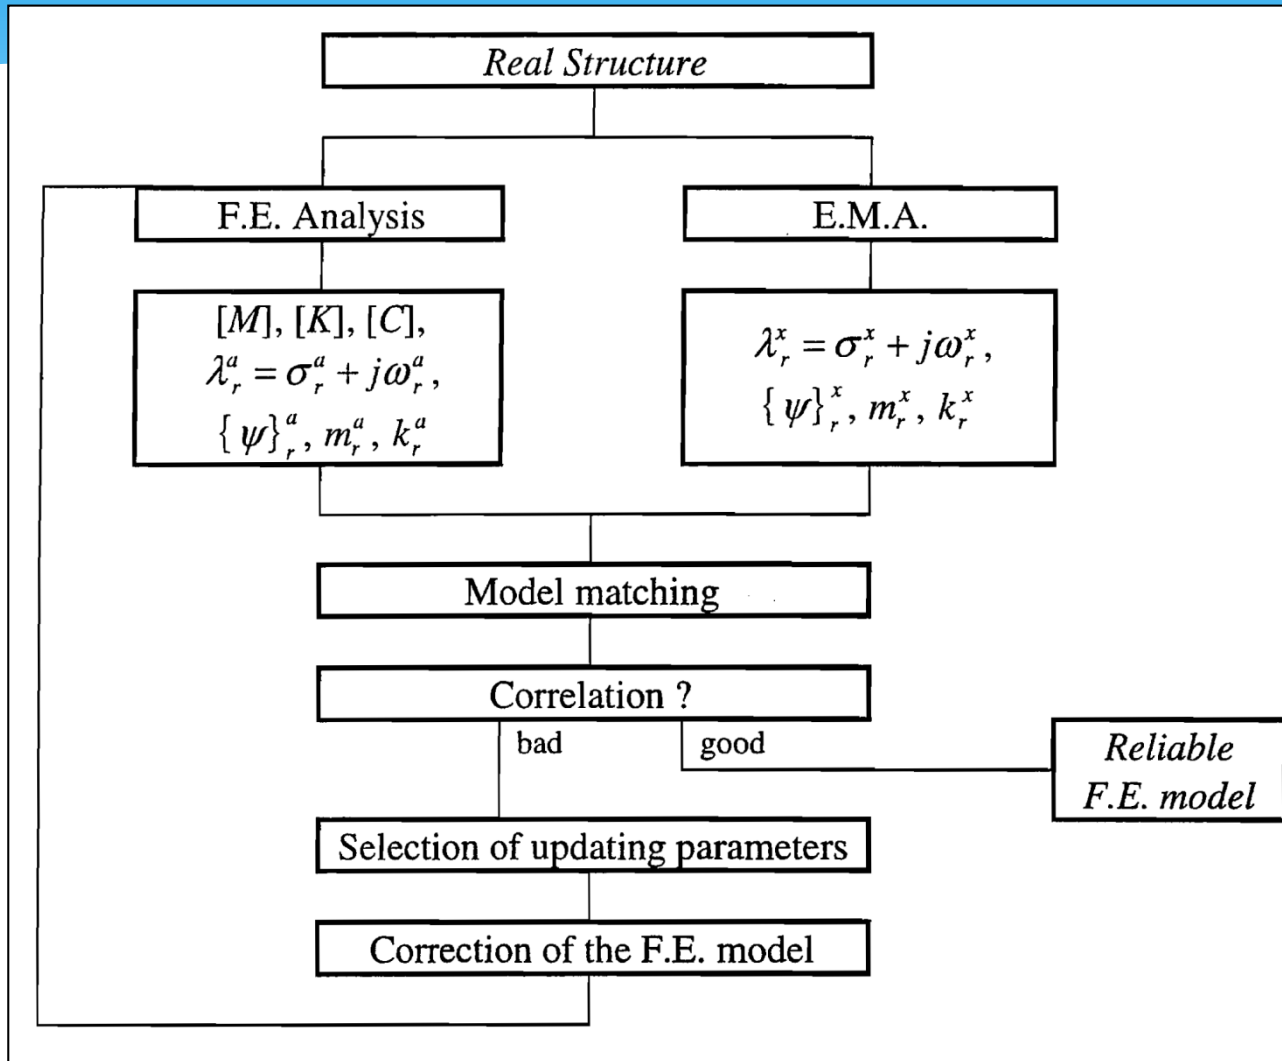 Real Structure
F.E. Analysis
E.M.A.
[M], [K], [C],
λ_r^a = σ_r^a + jω_r^a,
{ψ}_r^a, m_r^a, k_r^a
λ_r^x = σ_r^x + jω_r^x,
{ψ}_r^x, m_r^x, k_r^x
Model matching
Correlation ?
bad
good
Reliable
F.E. model
Selection of updating parameters
Correction of the F.E. model